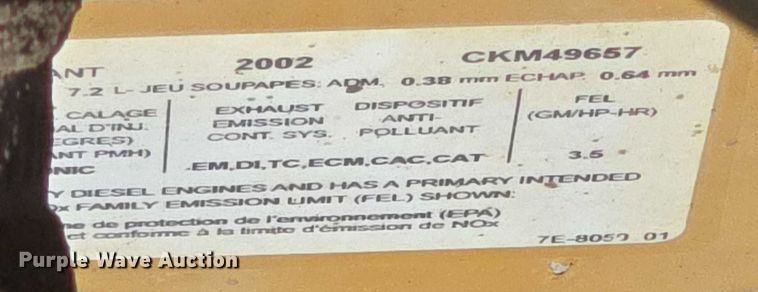 ANT 2002 CKM49657
7.2 L- JEU SOUPAPES: ADM. 0.38 mm ECHAP. 0.64 mm
CALAGE EXHAUST DISPOSITIF FEL
AL D'INJ. EMISSION ANTI- (GM/HP-HR)
EGRES) CONT. SYS. POLLUANT
ANT PMH)
NIC EM,DI,TC,ECM,CAC,CAT 3.5
Y DIESEL ENGINES AND HAS A PRIMARY INTENDED
Ox FAMILY EMISSION LIMIT (FEL) SHOWN:
ne de protection de l'environnement (EPA)
ct conforme à la limite d'émission de NOx
7E-8059 01
Purple Wave Auction